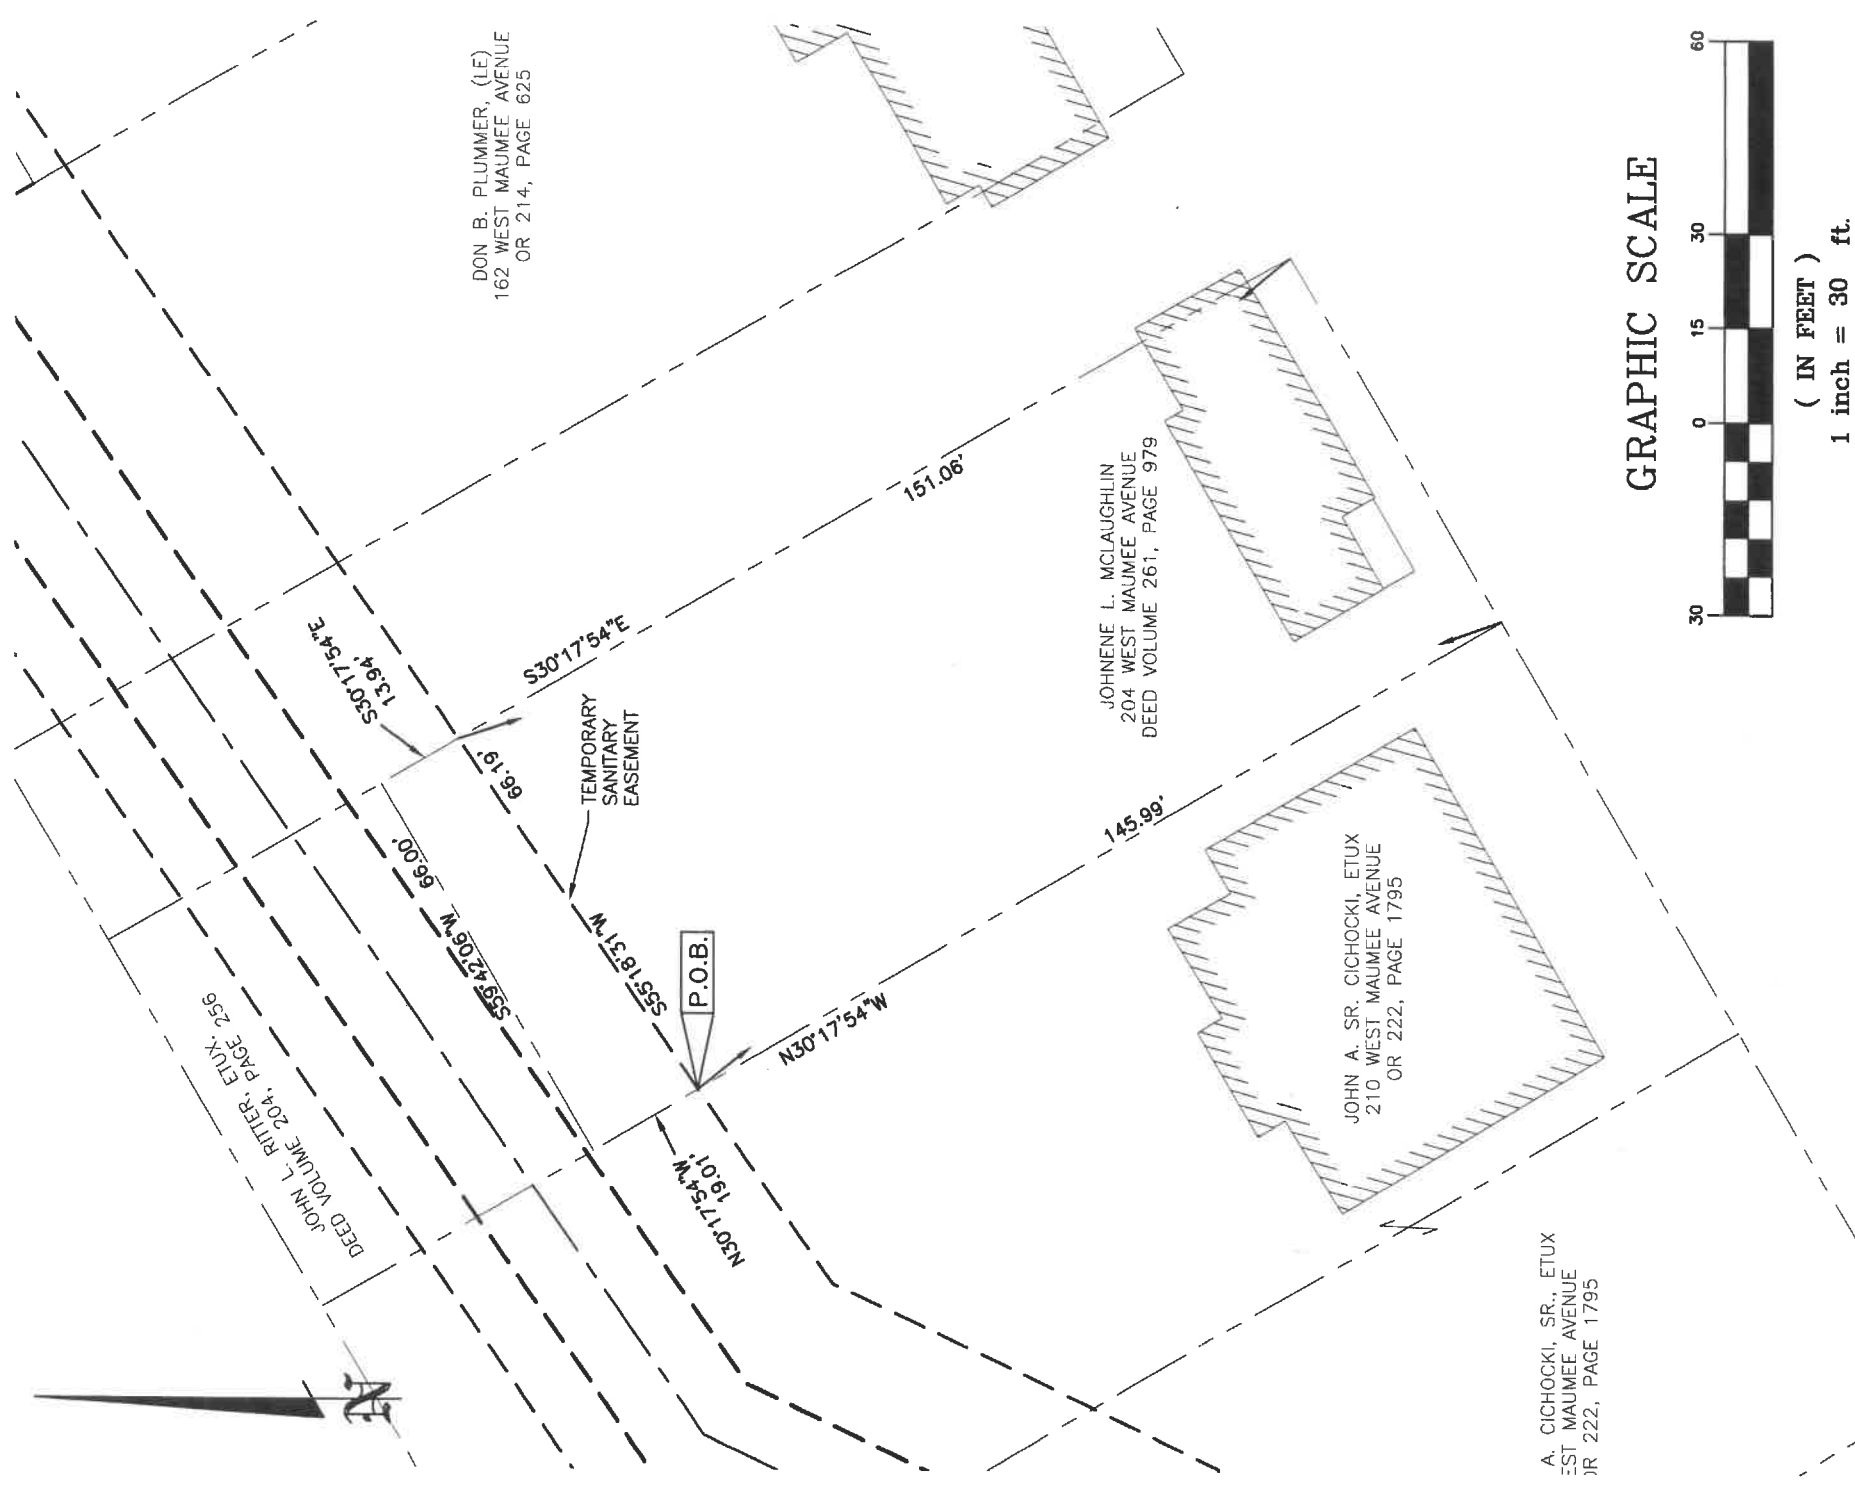 DON B. PLUMMER, (LE)
162 WEST MAUMEE AVENUE
OR 214, PAGE 625
JOHN L. RITTER, ETUX.
DEED VOLUME 204, PAGE 256
S30°17'54"E
13.94'
S30°17'54"E
151.06'
66.19'
TEMPORARY
SANITARY
EASEMENT
66.00'
S59°42'06"W
S55°18'31"W
P.O.B.
N30°17'54"W
19.01'
N30°17'54"W
145.99'
JOHNENE L. MCLAUGHLIN
204 WEST MAUMEE AVENUE
DEED VOLUME 261, PAGE 979
JOHN A. SR. CICHOCKI, ETUX
210 WEST MAUMEE AVENUE
OR 222, PAGE 1795
A. CICHOCKI, SR., ETUX
EST MAUMEE AVENUE
OR 222, PAGE 1795
N
GRAPHIC SCALE
30 0 15 30 60
( IN FEET )
1 inch = 30 ft.